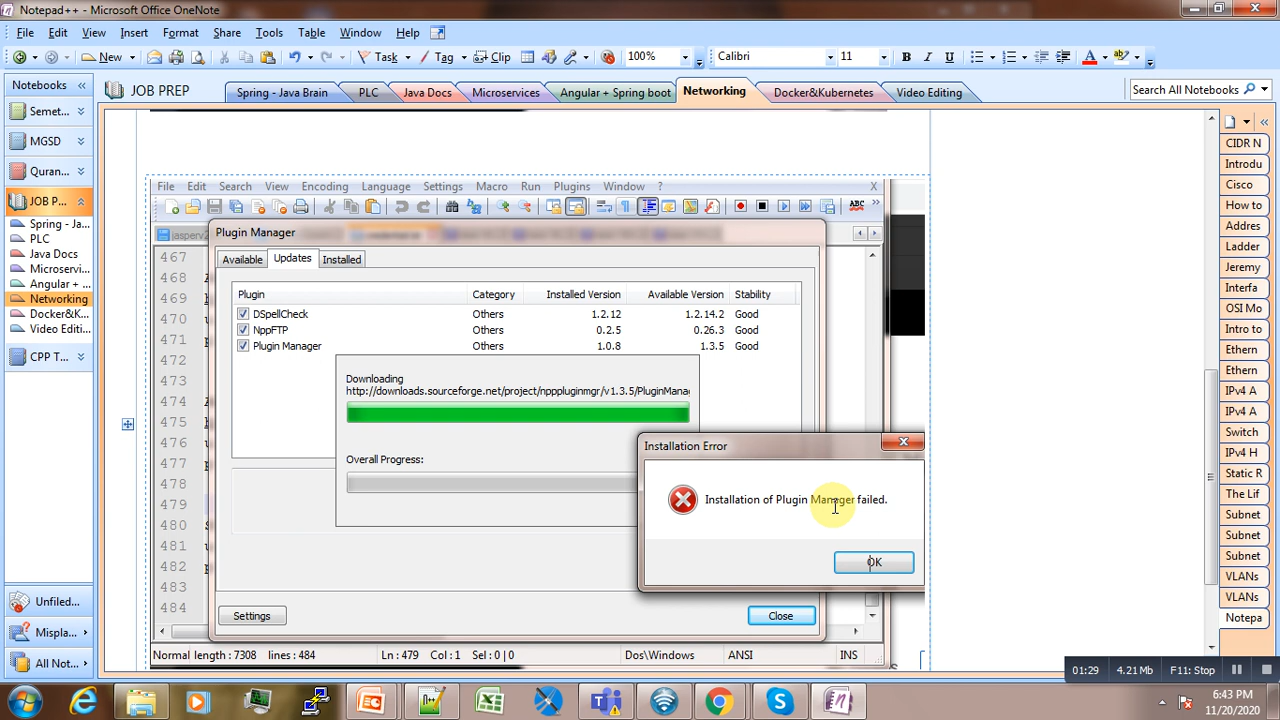 Notepad++ - Microsoft Office OneNote
File Edit View Insert Format Share Tools Table Window Help
New Task Tag Clip 100% Calibri 11 B I U A ab
Notebooks « JOB PREP Spring - Java Brain PLC Java Docs Microservices Angular + Spring boot Networking Docker&Kubernetes Video Editing Search All Notebooks
Semet...
MGSD
Quran...
JOB P...
Spring - Ja...
PLC
Java Docs
Microservi...
Angular + ...
Networking
Docker&K...
Video Editi...
CPP T...
Unfiled...
Mispla...
All Not...
File Edit Search View Encoding Language Settings Macro Run Plugins Window ? X
ABC
Plugin Manager
Available Updates Installed
Plugin Category Installed Version Available Version Stability
DSpellCheck Others 1.2.12 1.2.14.2 Good
NppFTP Others 0.2.5 0.26.3 Good
Plugin Manager Others 1.0.8 1.3.5 Good
Downloading
http://downloads.sourceforge.net/project/npppluginmgr/v1.3.5/PluginMana
Overall Progress:
Installation Error
Installation of Plugin Manager failed.
OK
Settings Close
467
468
469
470
471
472
473
474
475
476
477
478
479
480
481
482
483
484
Normal length : 7308 lines : 484 Ln : 479 Col : 1 Sel : 0 | 0 Dos\Windows ANSI INS
CIDR N
Introdu
Cisco
How to
Addres
Ladder
Jeremy
Interfa
OSI Mo
Intro to
Ethern
Ethern
IPv4 A
IPv4 A
Switch
IPv4 H
Static R
The Lif
Subnet
Subnet
Subnet
VLANs
VLANs
Notepa
01:29 4.21 Mb F11: Stop
6:43 PM
11/20/2020